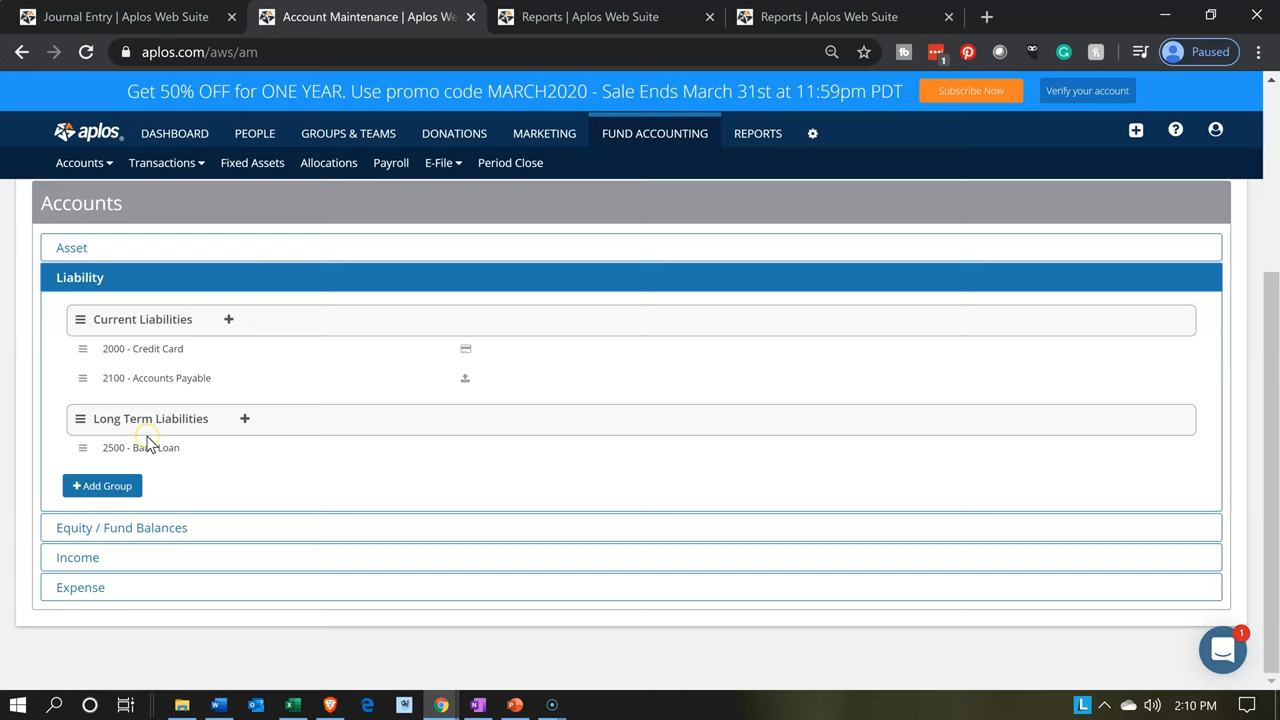 Journal Entry | Aplos Web Suite
Account Maintenance | Aplos We
Reports | Aplos Web Suite
Reports | Aplos Web Suite
aplos.com/aws/am
1
Paused
Get 50% OFF for ONE YEAR. Use promo code MARCH2020 - Sale Ends March 31st at 11:59pm PDT
Subscribe Now
Verify your account
aplos
DASHBOARD
PEOPLE
GROUPS & TEAMS
DONATIONS
MARKETING
FUND ACCOUNTING
REPORTS
Accounts
Transactions
Fixed Assets
Allocations
Payroll
E-File
Period Close
Accounts
Asset
Liability
Current Liabilities
2000 - Credit Card
2100 - Accounts Payable
Long Term Liabilities
2500 - Bank Loan
+ Add Group
Equity / Fund Balances
Income
Expense
1
2:10 PM